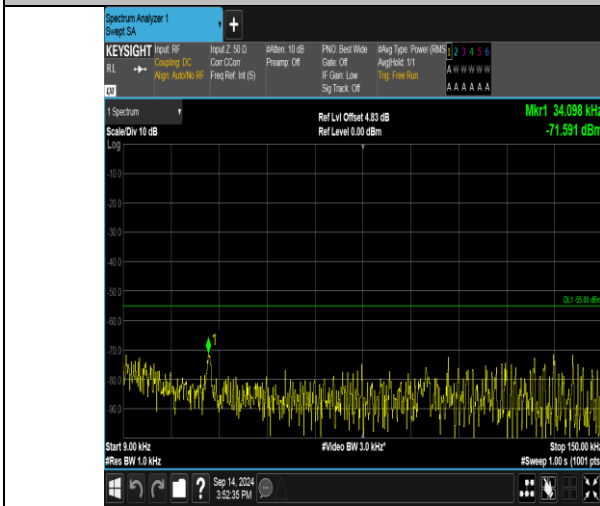 Spectrum Analyzer 1
Swept SA
+
KEYSIGHT Input: RF Input Z: 50 Ω #Atten: 10 dB PNO: Best Wide #Avg Type: Power (RMS 1 2 3 4 5 6
RL Coupling: DC Corr CCorr Preamp: Off Gate: Off Avg|Hold: 1/1 A W W W W W
Align: Auto/No RF Freq Ref: Int (S) IF Gain: Low Trig: Free Run
Sig Track: Off A A A A A A
1 Spectrum Ref Lvl Offset 4.83 dB Mkr1 34.098 kHz
Scale/Div 10 dB Ref Level 0.00 dBm -71.591 dBm
Log
-10.0
-20.0
-30.0
-40.0
-50.0
DL1 -55.00 dBm
-70.0
1
-80.0
-90.0
Start 9.00 kHz #Video BW 3.0 kHz* Stop 150.00 kHz
#Res BW 1.0 kHz #Sweep 1.00 s (1001 pts
? Sep 14, 2024
3:52:35 PM